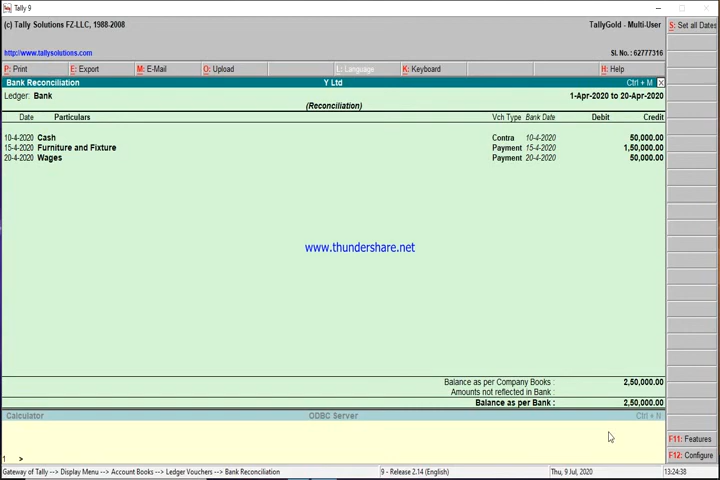 Tally 9
(c) Tally Solutions FZ-LLC, 1988-2008
TallyGold - Multi-User
S: Set all Dates
http://www.tallysolutions.com
Sl. No.: 62777316
P: Print E: Export M: E-Mail O: Upload L: Language K: Keyboard H: Help
Bank Reconciliation Y Ltd Ctrl + M
Ledger: Bank 1-Apr-2020 to 20-Apr-2020
(Reconciliation)
Date Particulars Vch Type Bank Date Debit Credit
10-4-2020 Cash Contra 10-4-2020 50,000.00
15-4-2020 Furniture and Fixture Payment 15-4-2020 1,50,000.00
20-4-2020 Wages Payment 20-4-2020 50,000.00
www.thundershare.net
Balance as per Company Books : 2,50,000.00
Amounts not reflected in Bank :
Balance as per Bank : 2,50,000.00
Calculator ODBC Server Ctrl + N
F11: Features
F12: Configure
1 >
Gateway of Tally --> Display Menu --> Account Books --> Ledger Vouchers --> Bank Reconciliation 9 - Release 2.14 (English) Thu, 9 Jul, 2020 13:24:38